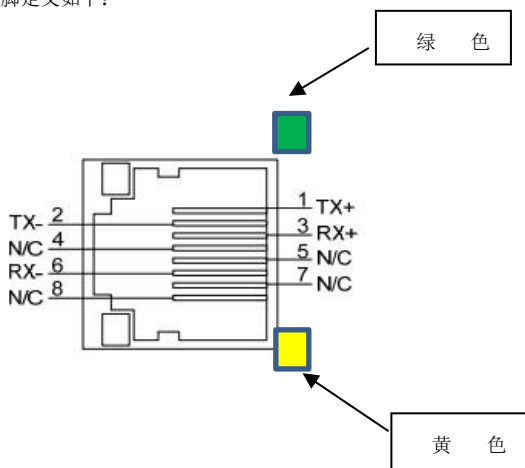 脚定义如下：
绿 色
1 TX+
TX- 2
3 RX+
N/C 4
5 N/C
RX- 6
7 N/C
N/C 8
黄 色